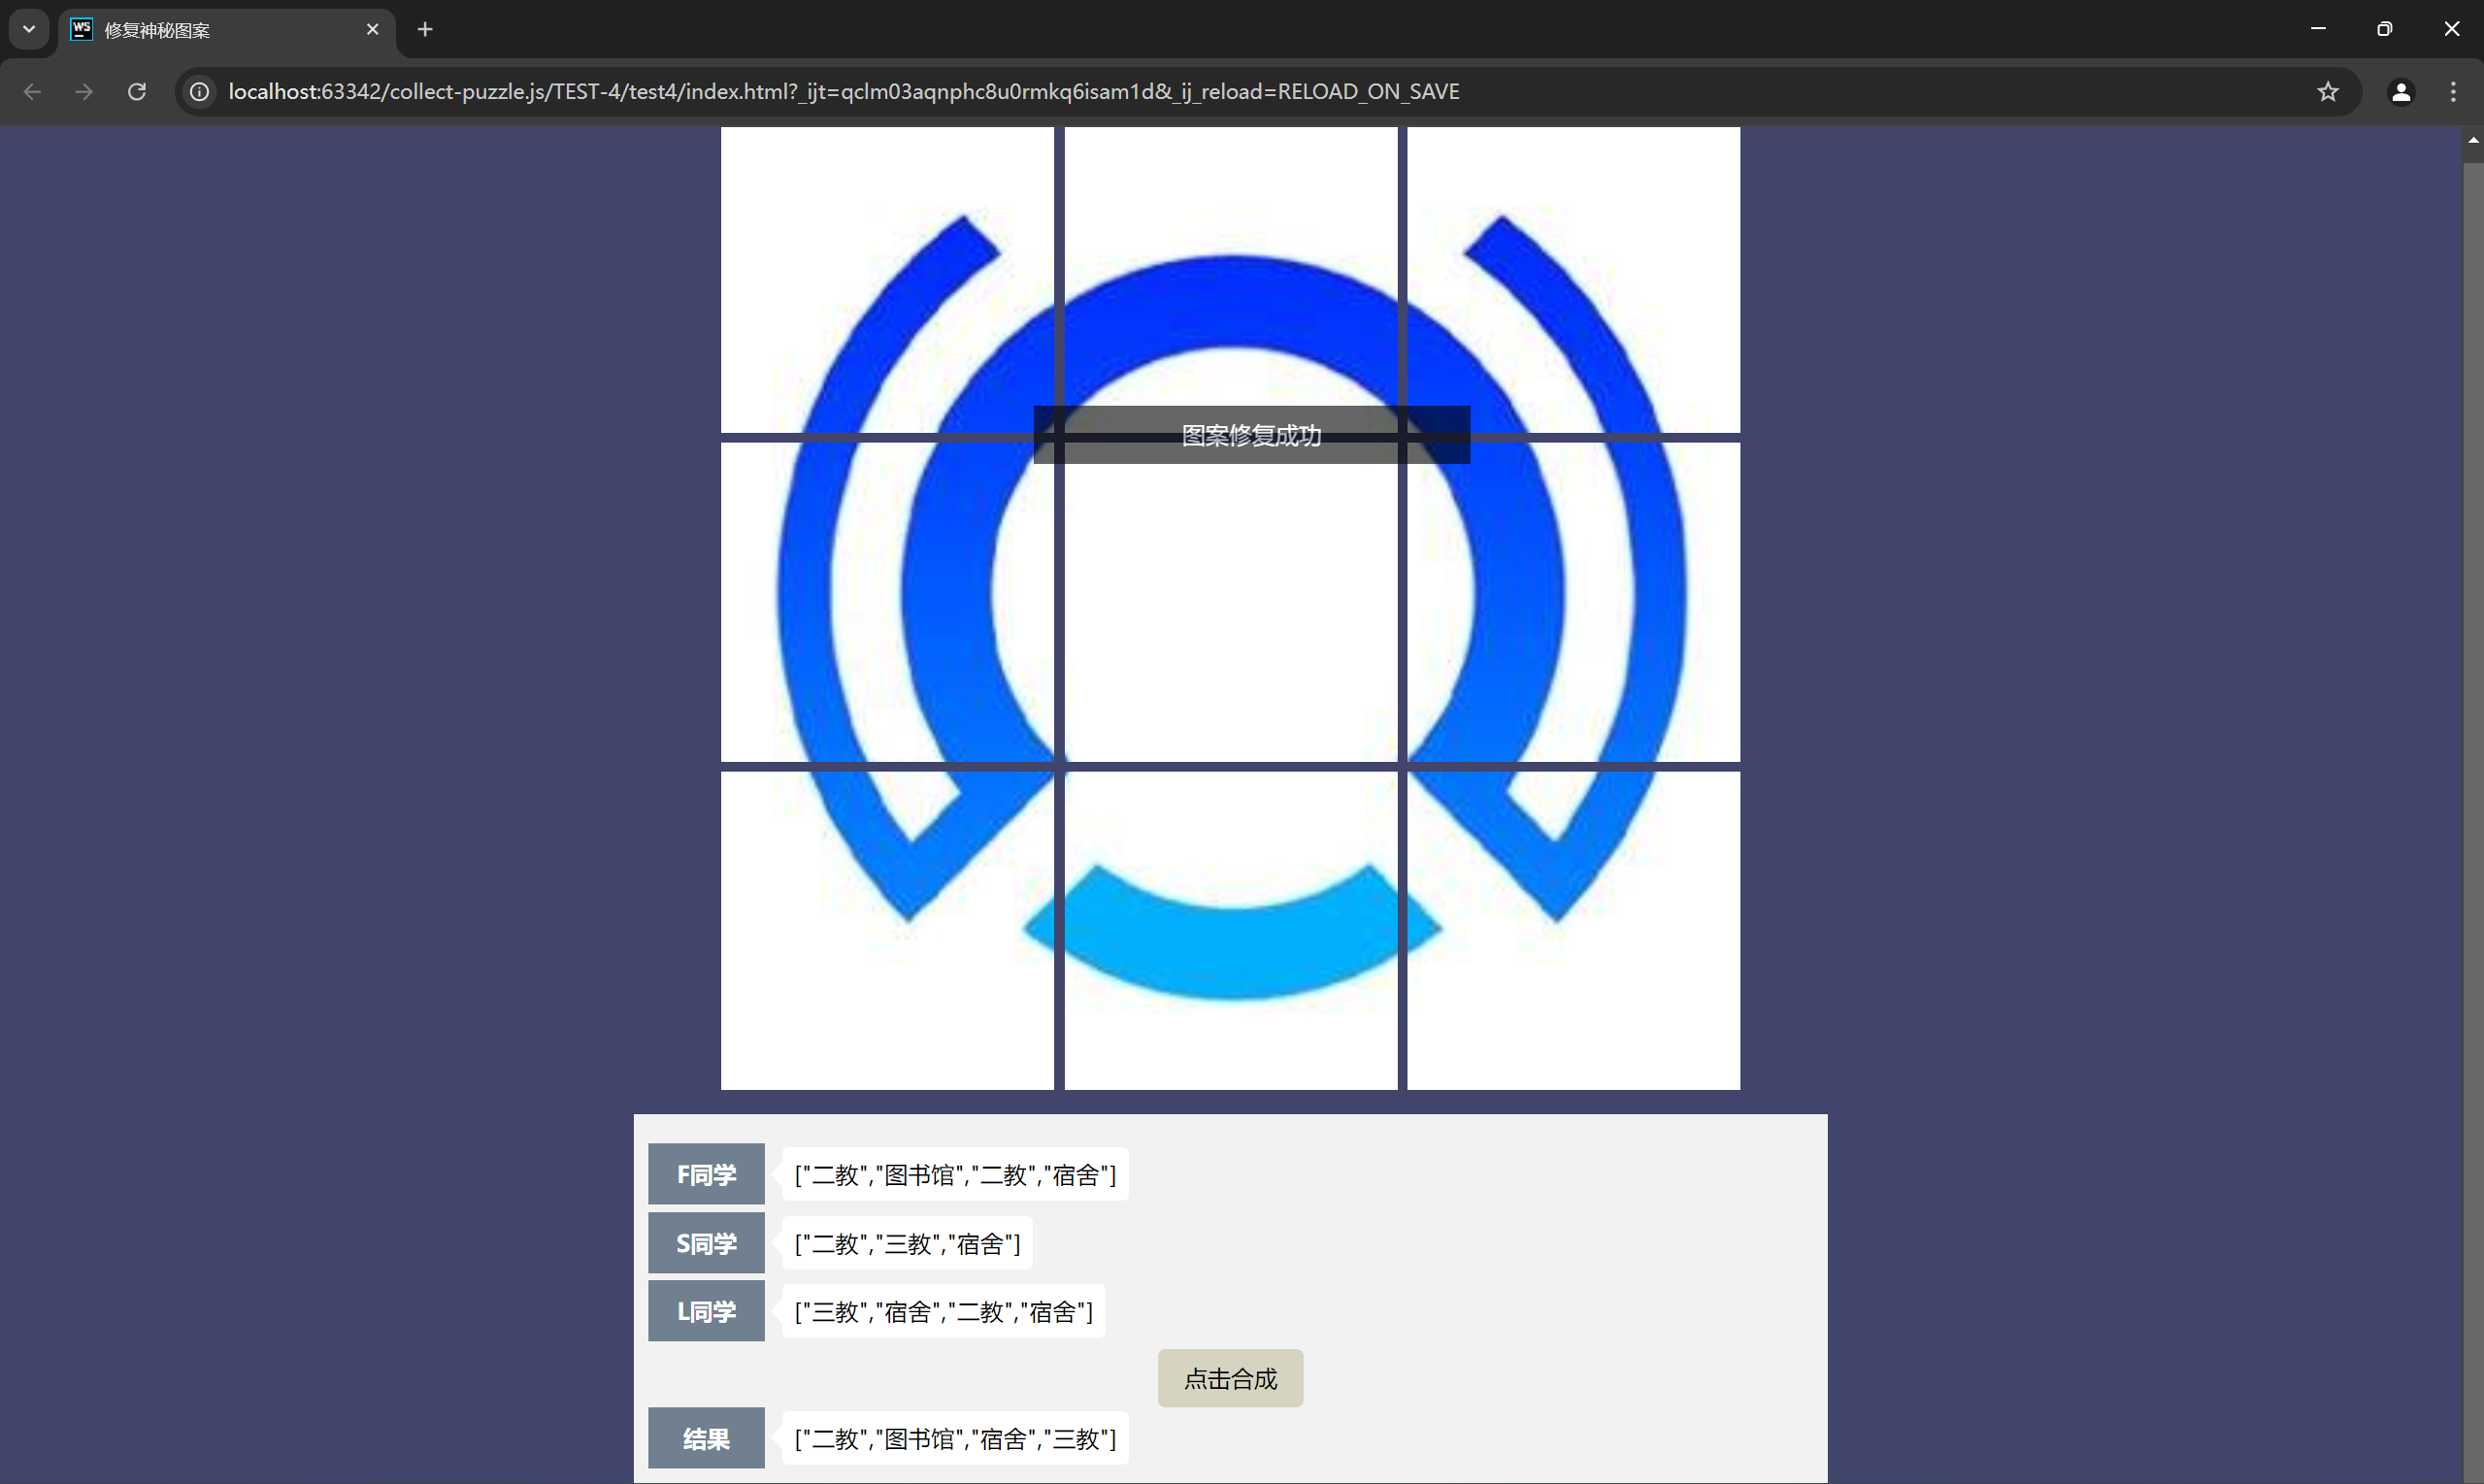 WS
修复神秘图案
localhost:63342/collect-puzzle.js/TEST-4/test4/index.html?_ijt=qclm03aqnphc8u0rmkq6isam1d&_ij_reload=RELOAD_ON_SAVE
图案修复成功
F同学 ["二教","图书馆","二教","宿舍"]
S同学 ["二教","三教","宿舍"]
L同学 ["三教","宿舍","二教","宿舍"]
点击合成
结果 ["二教","图书馆","宿舍","三教"]